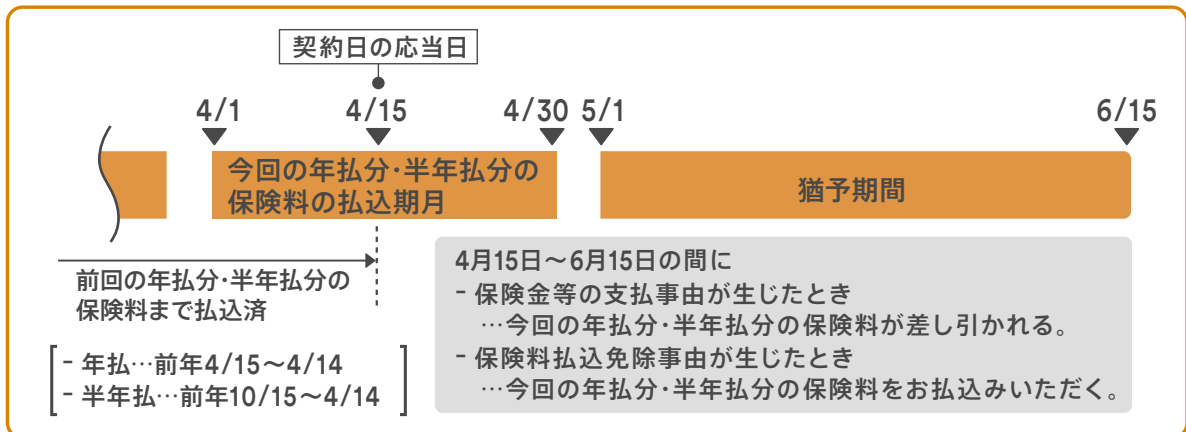 契約日の応当日
4/1
4/15
4/30
5/1
6/15
今回の年払分･半年払分の
保険料の払込期月
猶予期間
前回の年払分･半年払分の
保険料まで払込済
- 年払…前年4/15～4/14
- 半年払…前年10/15～4/14
4月15日～6月15日の間に
- 保険金等の支払事由が生じたとき
…今回の年払分･半年払分の保険料が差し引かれる。
- 保険料払込免除事由が生じたとき
…今回の年払分･半年払分の保険料をお払込みいただく。